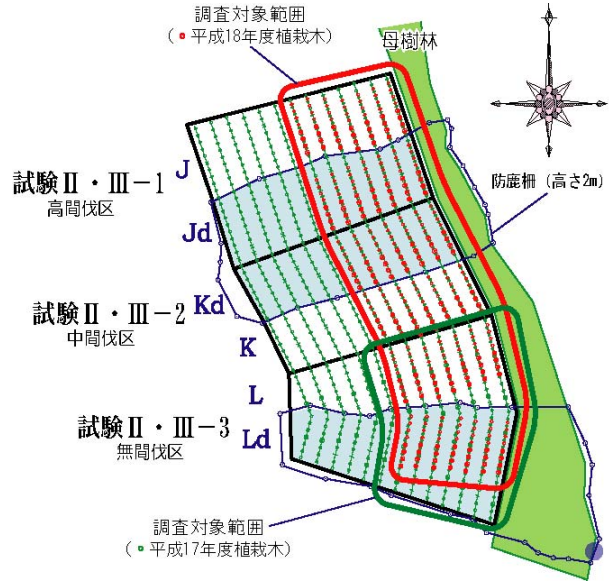 調査対象範囲
（●平成18年度植栽木）
母樹林
試験Ⅱ・Ⅲ－1
高間伐区
J
防鹿柵（高さ2m）
Jd
試験Ⅱ・Ⅲ－2
中間伐区
Kd
K
L
試験Ⅱ・Ⅲ－3
無間伐区
Ld
調査対象範囲
（●平成17年度植栽木）